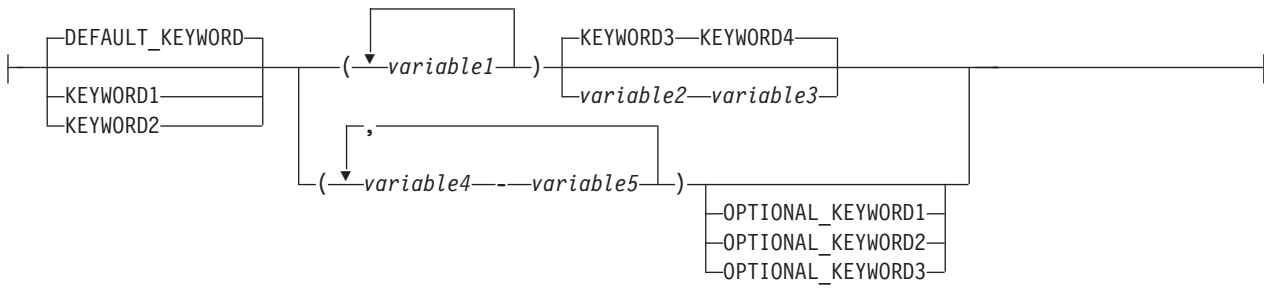 DEFAULT_KEYWORD
KEYWORD1
KEYWORD2
( variable1 )
KEYWORD3 KEYWORD4
variable2 variable3
,
( variable4 - variable5 )
OPTIONAL_KEYWORD1
OPTIONAL_KEYWORD2
OPTIONAL_KEYWORD3